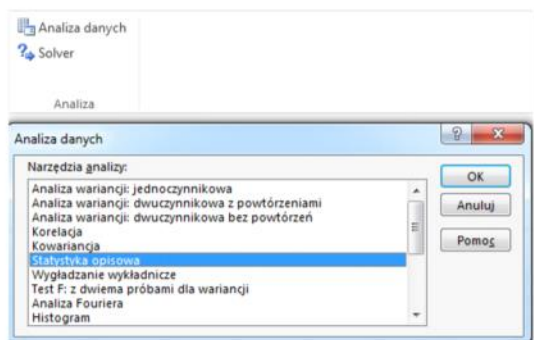 Analiza danych
Solver
Analiza
Analiza danych
Narzędzia analizy:
OK
Anuluj
Pomoc
Analiza wariancji: jednoczynnikowa
Analiza wariancji: dwuczynnikowa z powtórzeniami
Analiza wariancji: dwuczynnikowa bez powtórzeń
Korelacja
Kowariancja
Statystyka opisowa
Wygładzanie wykładnicze
Test F: z dwiema próbami dla wariancji
Analiza Fouriera
Histogram